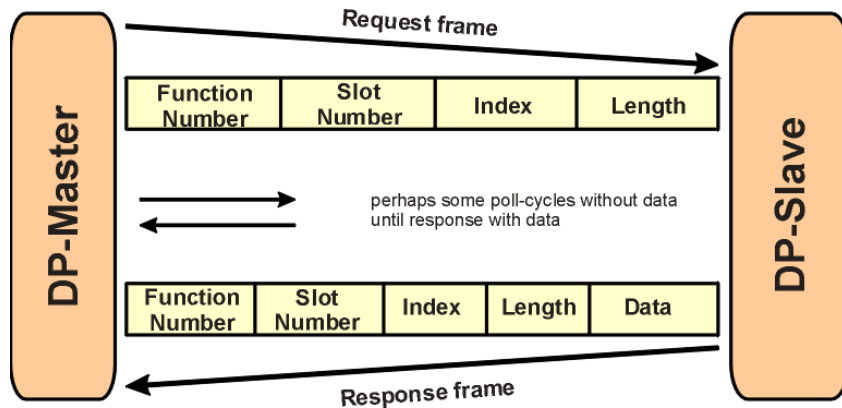 DP-Master
Request frame
DP-Slave
Function
Number
Slot
Number
Index
Length
perhaps some poll-cycles without data
until response with data
Function
Number
Slot
Number
Index
Length
Data
Response frame